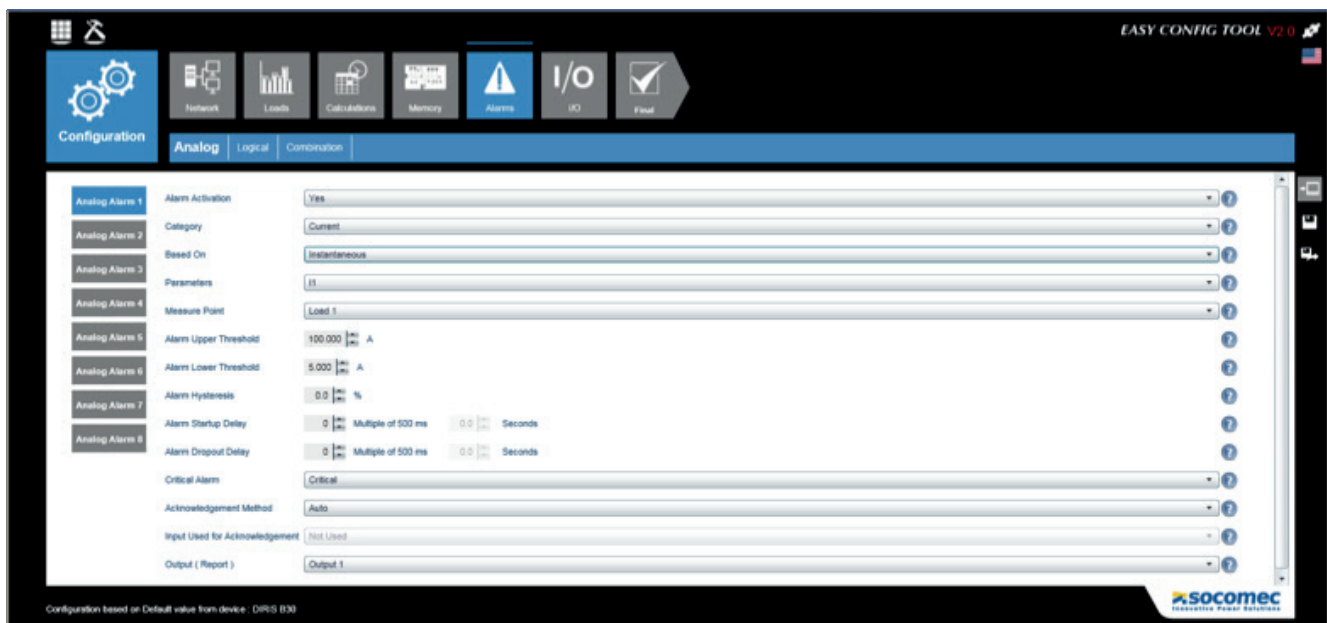 EASY CONFIG TOOL V2.0
Configuration
Network
Loads
Calculations
Memory
Alarms
I/O
I/O
Final
Analog
Logical
Combination
Analog Alarm 1
Analog Alarm 2
Analog Alarm 3
Analog Alarm 4
Analog Alarm 5
Analog Alarm 6
Analog Alarm 7
Analog Alarm 8
Alarm Activation Yes
Category Current
Based On Instantaneous
Parameters I1
Measure Point Load 1
Alarm Upper Threshold 100.000 A
Alarm Lower Threshold 5.000 A
Alarm Hysteresis 0.0 %
Alarm Startup Delay 0 Multiple of 500 ms 0.0 Seconds
Alarm Dropout Delay 0 Multiple of 500 ms 0.0 Seconds
Critical Alarm Critical
Acknowledgement Method Auto
Input Used for Acknowledgement Not Used
Output ( Report ) Output 1
Configuration based on Default value from device : DIRIS B30
socomec
Innovative Power Solutions